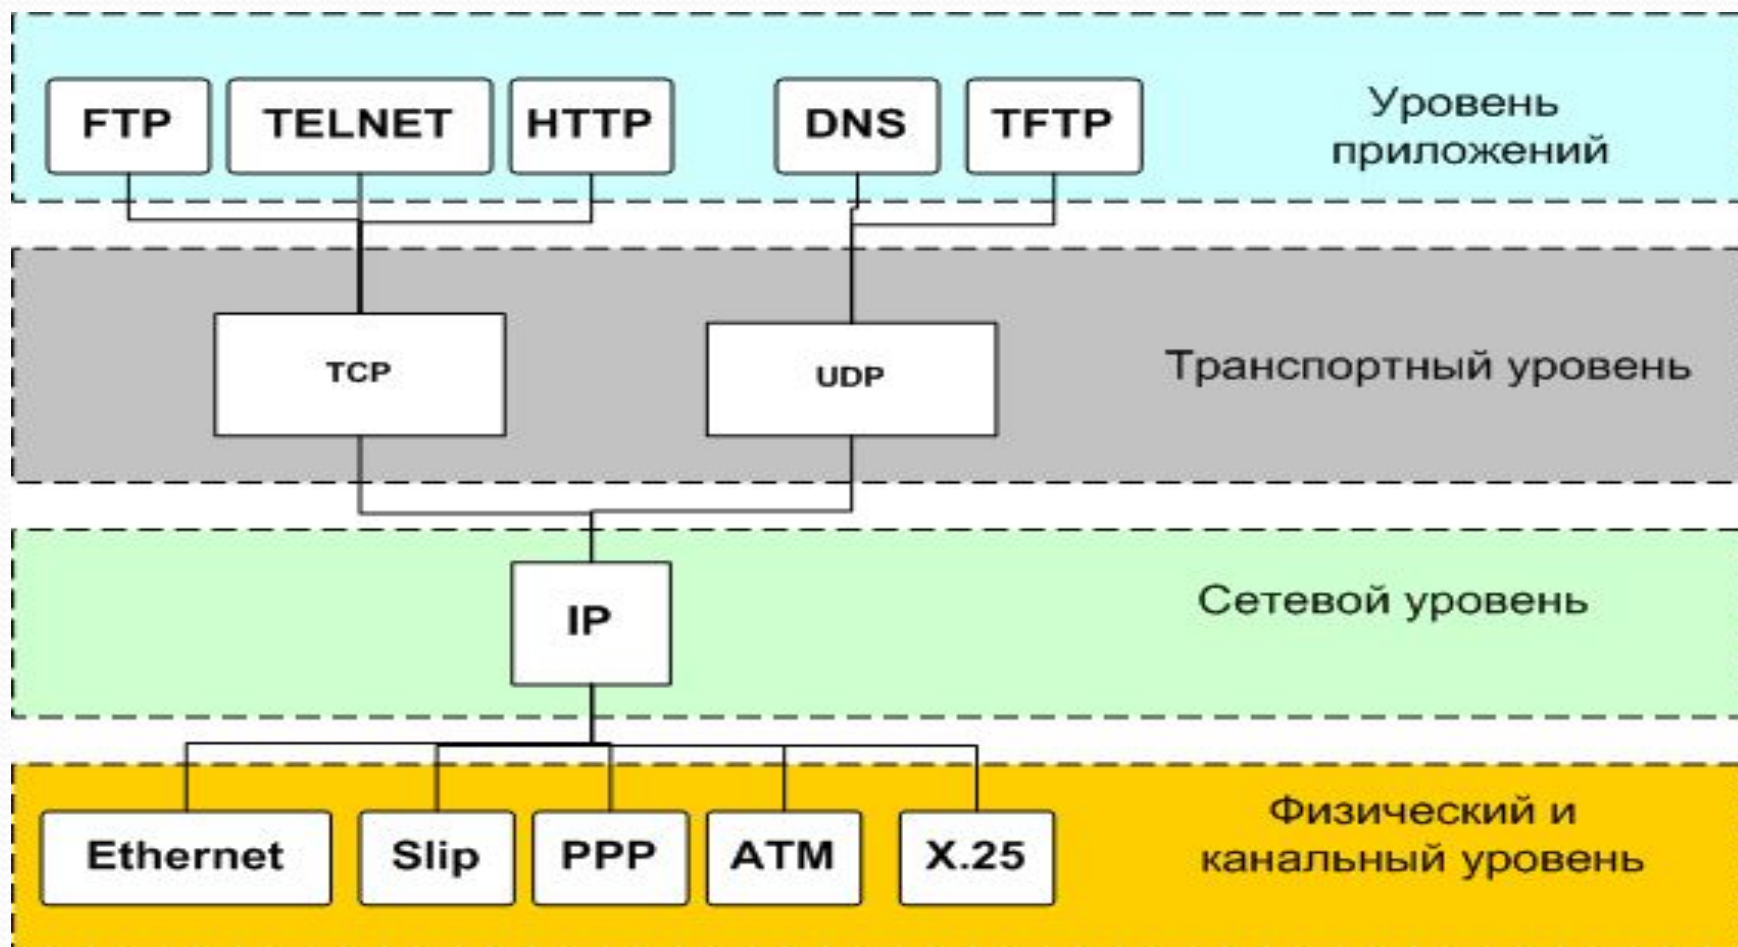 FTP TELNET HTTP DNS TFTP
Уровень
приложений
TCP UDP
Транспортный уровень
IP
Сетевой уровень
Физический и
канальный уровень
Ethernet Slip PPP ATM X.25